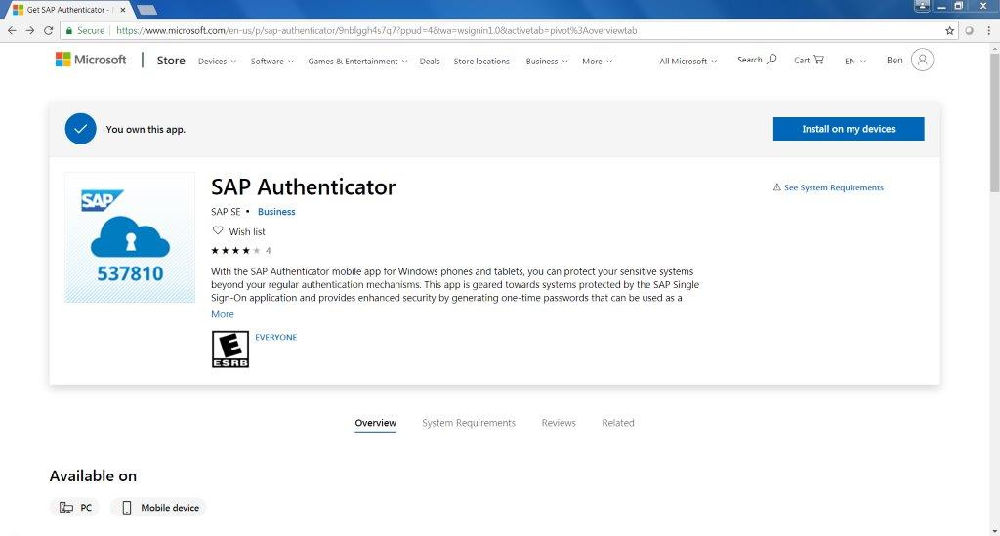 Get SAP Authenticator -
Secure https://www.microsoft.com/en-us/p/sap-authenticator/9nblggh4s7q7?ppud=4&wa=wsignin1.0&activetab=pivot%3Aoverviewtab
Microsoft Store Devices Software Games & Entertainment Deals Store locations Business More All Microsoft Search Cart EN Ben
You own this app. Install on my devices
SAP Authenticator
See System Requirements
SAP SE • Business
Wish list
4
SAP
537810
With the SAP Authenticator mobile app for Windows phones and tablets, you can protect your sensitive systems
beyond your regular authentication mechanisms. This app is geared towards systems protected by the SAP Single
Sign-On application and provides enhanced security by generating one-time passwords that can be used as a
More
E EVERYONE
ESRB
Overview System Requirements Reviews Related
Available on
PC Mobile device